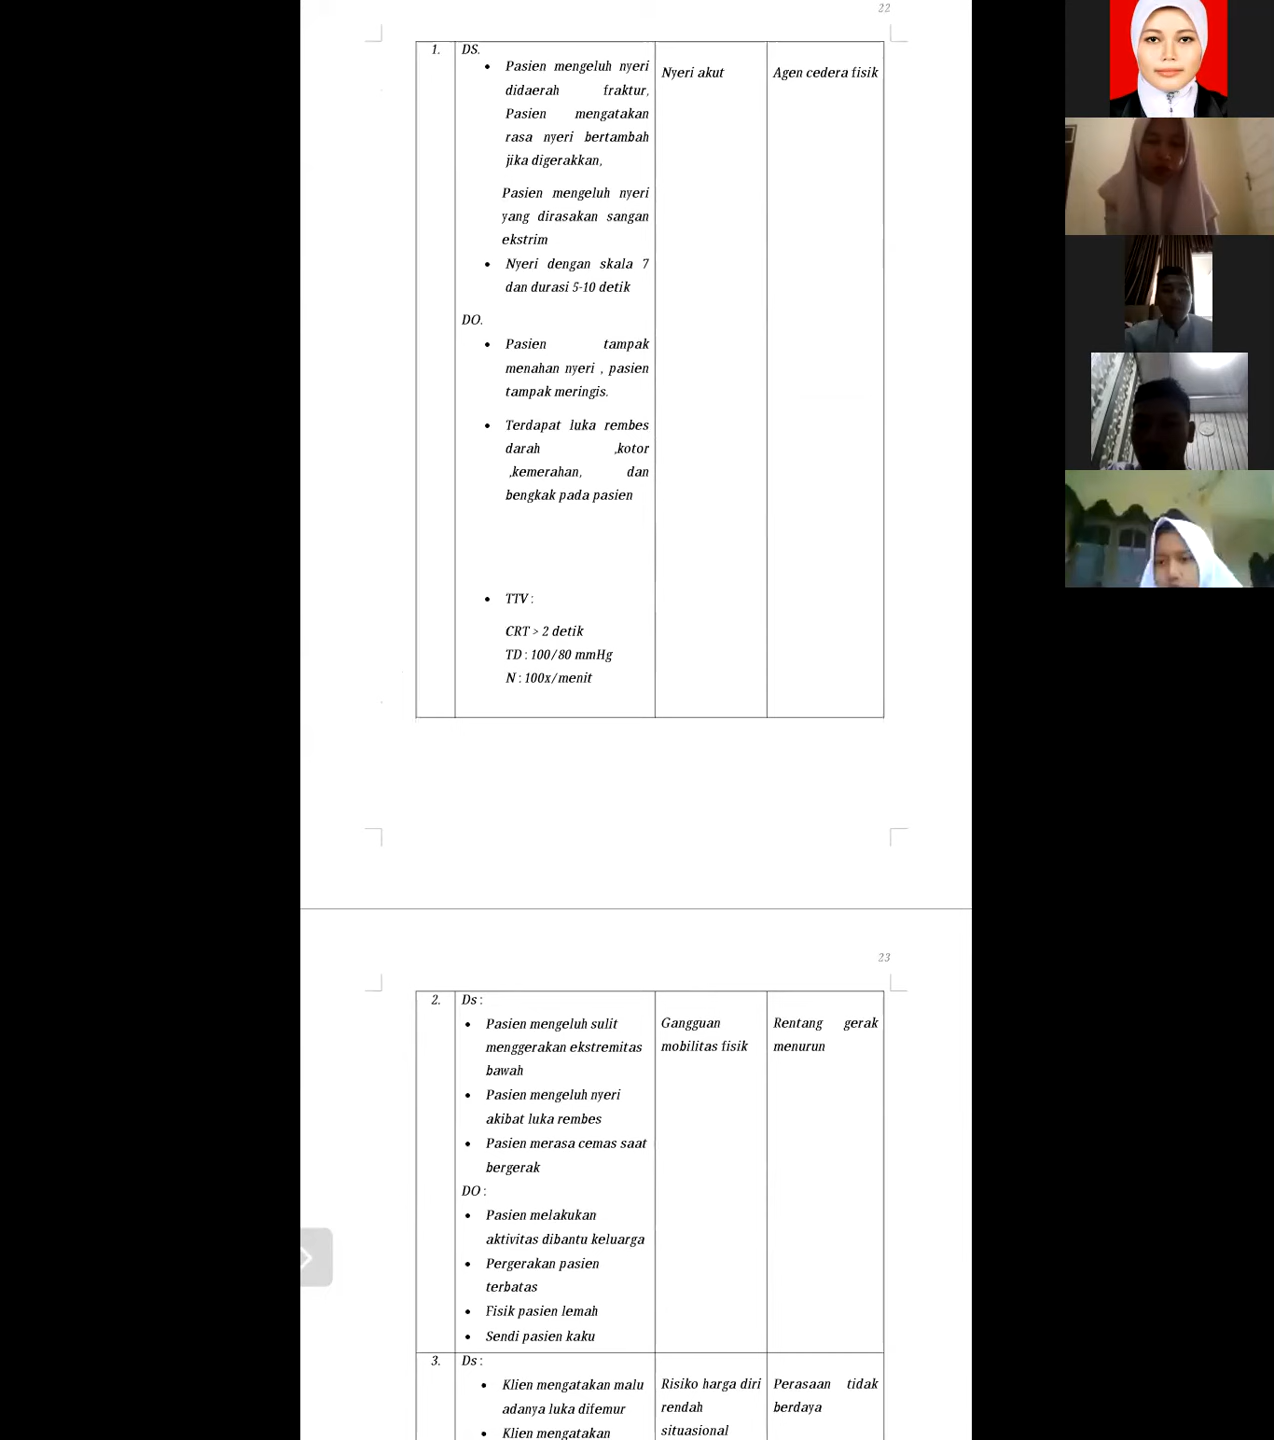 22
1. DS.
• Pasien mengeluh nyeri
didaerah fraktur,
Pasien mengatakan
rasa nyeri bertambah
jika digerakkan,
Pasien mengeluh nyeri
yang dirasakan sangan
ekstrim
• Nyeri dengan skala 7
dan durasi 5-10 detik
DO.
• Pasien tampak
menahan nyeri , pasien
tampak meringis.
• Terdapat luka rembes
darah ,kotor
,kemerahan, dan
bengkak pada pasien
• TTV :
CRT > 2 detik
TD : 100/80 mmHg
N : 100x/menit
Nyeri akut
Agen cedera fisik
23
2. Ds :
• Pasien mengeluh sulit
menggerakan ekstremitas
bawah
• Pasien mengeluh nyeri
akibat luka rembes
• Pasien merasa cemas saat
bergerak
DO :
• Pasien melakukan
aktivitas dibantu keluarga
• Pergerakan pasien
terbatas
• Fisik pasien lemah
• Sendi pasien kaku
Gangguan
mobilitas fisik
Rentang gerak
menurun
3. Ds :
• Klien mengatakan malu
adanya luka difemur
• Klien mengatakan
Risiko harga diri
rendah
situasional
Perasaan tidak
berdaya